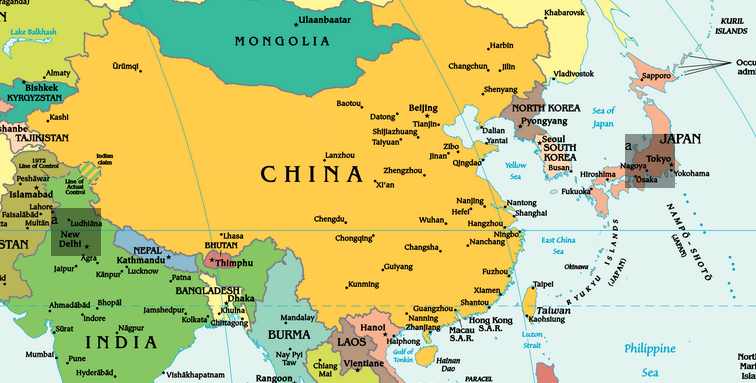 raganda)
Ulaanbaatar
MONGOLIA
Lake Balkhash
Khabarovsk
KURIL
ISLANDS
Harbin
Changchun
Jilin
Ürümqi
Almaty
Bishkek
KYRGYZSTAN
Vladivostok
Sapporo
Occu
admi
Shenyang
Baotou
Beijing
NORTH KOREA
Pyongyang
Sea of
Japan
Kashi
Datong
Tianjin
Dalian
Yantai
shanbe
TAJIKISTAN
Shijiazhuang
Taiyuan
Seoul
SOUTH
KOREA
JAPAN
a
Indian
claim
1972
Line of Control
Zibo
Jinan
Qingdao
Lanzhou
Yellow
Sea
Busan
Nagoya
Tokyo
Yokohama
Osaka
Hiroshima
Peshāwar
Islamabad
Line of
Actual
Control
CHINA
Zhengzhou
Xi'an
Fukuoka
Lahore
Faisalābād
Multān
a
Ludhiāna
STAN
New
Delhi
Nanjing
Hefei
Nantong
Shanghai
Chengdu
Wuhan
Hangzhou
Ningbo
Lhasa
Chongqing
Nanchang
Changsha
East China
Sea
NAMPŌ-SHOTŌ
(JAPAN)
NEPAL
Kathmandu
BHUTAN
Thimphu
Āgra
Jaipur
Kānpur
Lucknow
Patna
Guiyang
Fuzhou
Okinawa
RYUKYU ISLANDS
(JAPAN)
Kunming
Xiamen
Taipei
BANGLADESH
Dhaka
Khulna
Chittagong
Ahmadābād
Bhopāl
Indore
Jamshedpur
Kolkata
Shantou
Guangzhou
Taiwan
Kaohsiung
Nanning
Zhanjiang
Hong Kong
S.A.R.
Macau
S.A.R.
Sūrat
Nāgpur
INDIA
Mandalay
BURMA
Hanoi
Haiphong
LAOS
Luzon
Strait
Philippine
Sea
Nay Pyi
Taw
Gulf of
Tonkin
Hainan
Dao
Mumbai
Pune
Hyderābād
Vishākhapatnam
Rangoon
Chiang
Mai
Vientiane
PARACEL
Nort
Mari
Isla